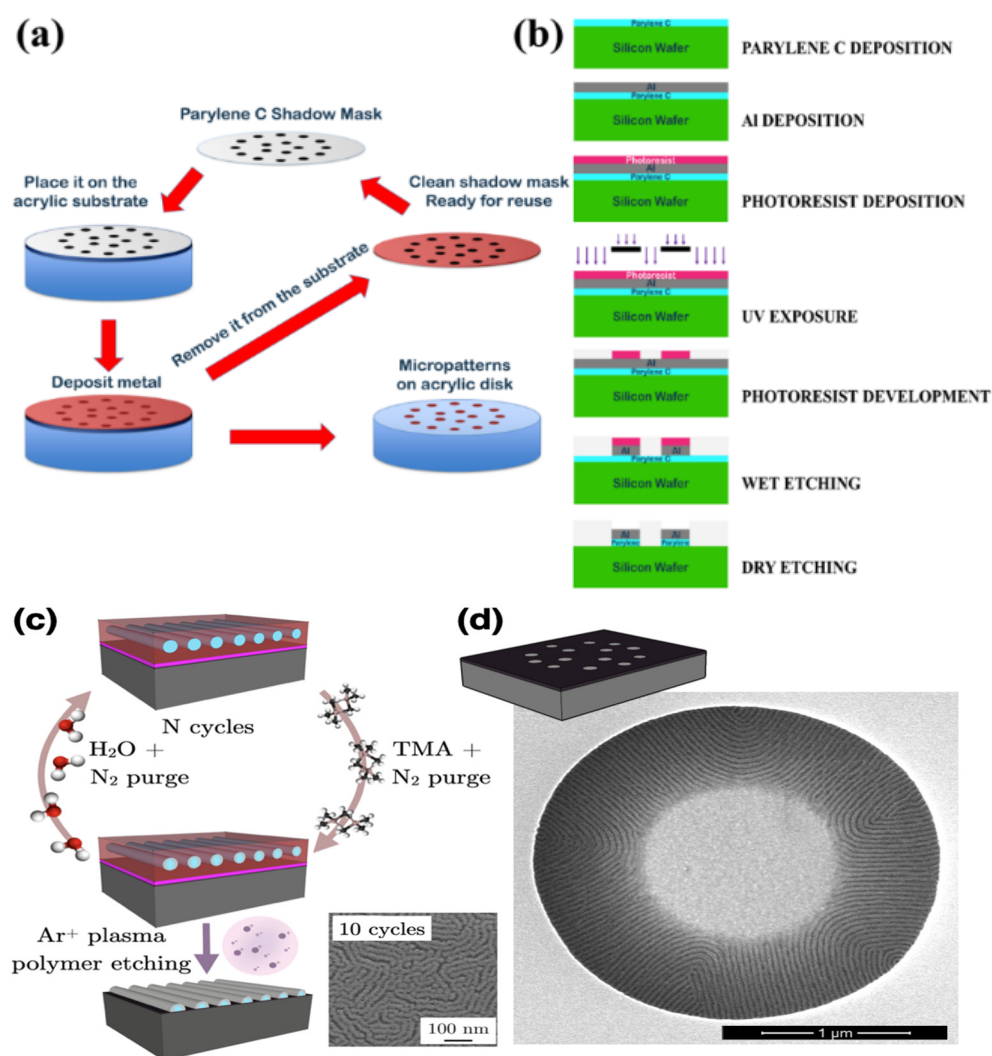 (a)
Parylene C Shadow Mask
Place it on the
acrylic substrate
Clean shadow mask
Ready for reuse
Remove it from the substrate
Deposit metal
Micropatterns
on acrylic disk
(b)
Parylene C
Silicon Wafer
PARYLENE C DEPOSITION
Al
Parylene C
Silicon Wafer
Al DEPOSITION
Photoresist
Al
Parylene C
Silicon Wafer
PHOTORESIST DEPOSITION
Photoresist
Al
Parylene C
Silicon Wafer
UV EXPOSURE
Al
Parylene C
Silicon Wafer
PHOTORESIST DEVELOPMENT
Al Al
Parylene C
Silicon Wafer
WET ETCHING
Al Al
Parylene Parylene
Silicon Wafer
DRY ETCHING
(c)
N cycles
H₂O +
N₂ purge
TMA +
N₂ purge
Ar⁺ plasma
polymer etching
10 cycles
100 nm
(d)
1 µm